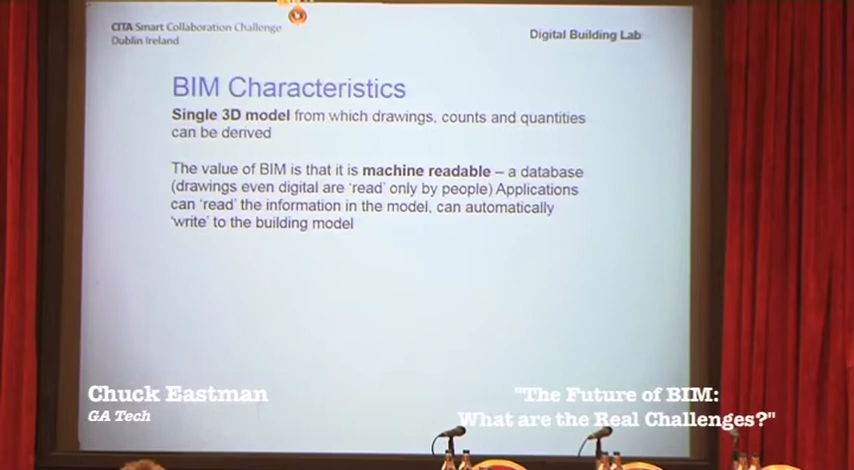 CITA Smart Collaboration Challenge
Dublin Ireland
Digital Building Lab
BIM Characteristics
Single 3D model from which drawings, counts and quantities
can be derived
The value of BIM is that it is machine readable – a database
(drawings even digital are 'read' only by people) Applications
can 'read' the information in the model, can automatically
'write' to the building model
Chuck Eastman
GA Tech
"The Future of BIM:
What are the Real Challenges?"